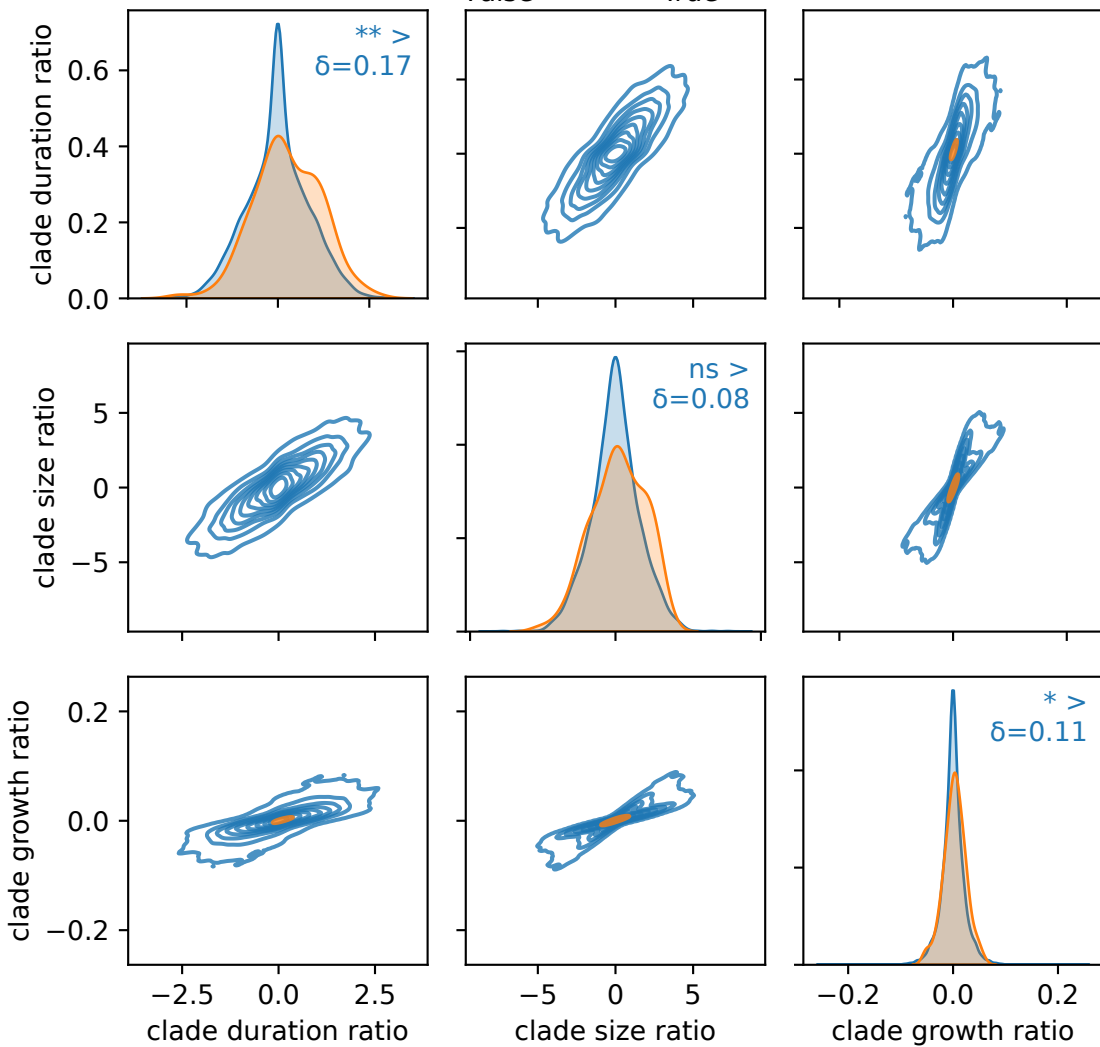 ** >
δ=0.17
clade duration ratio
0.6
0.4
0.2
0.0
ns >
δ=0.08
clade size ratio
5
0
−5
* >
δ=0.11
clade growth ratio
0.2
0.0
−0.2
−2.5 0.0 2.5
−5 0 5
−0.2 0.0 0.2
clade duration ratio
clade size ratio
clade growth ratio